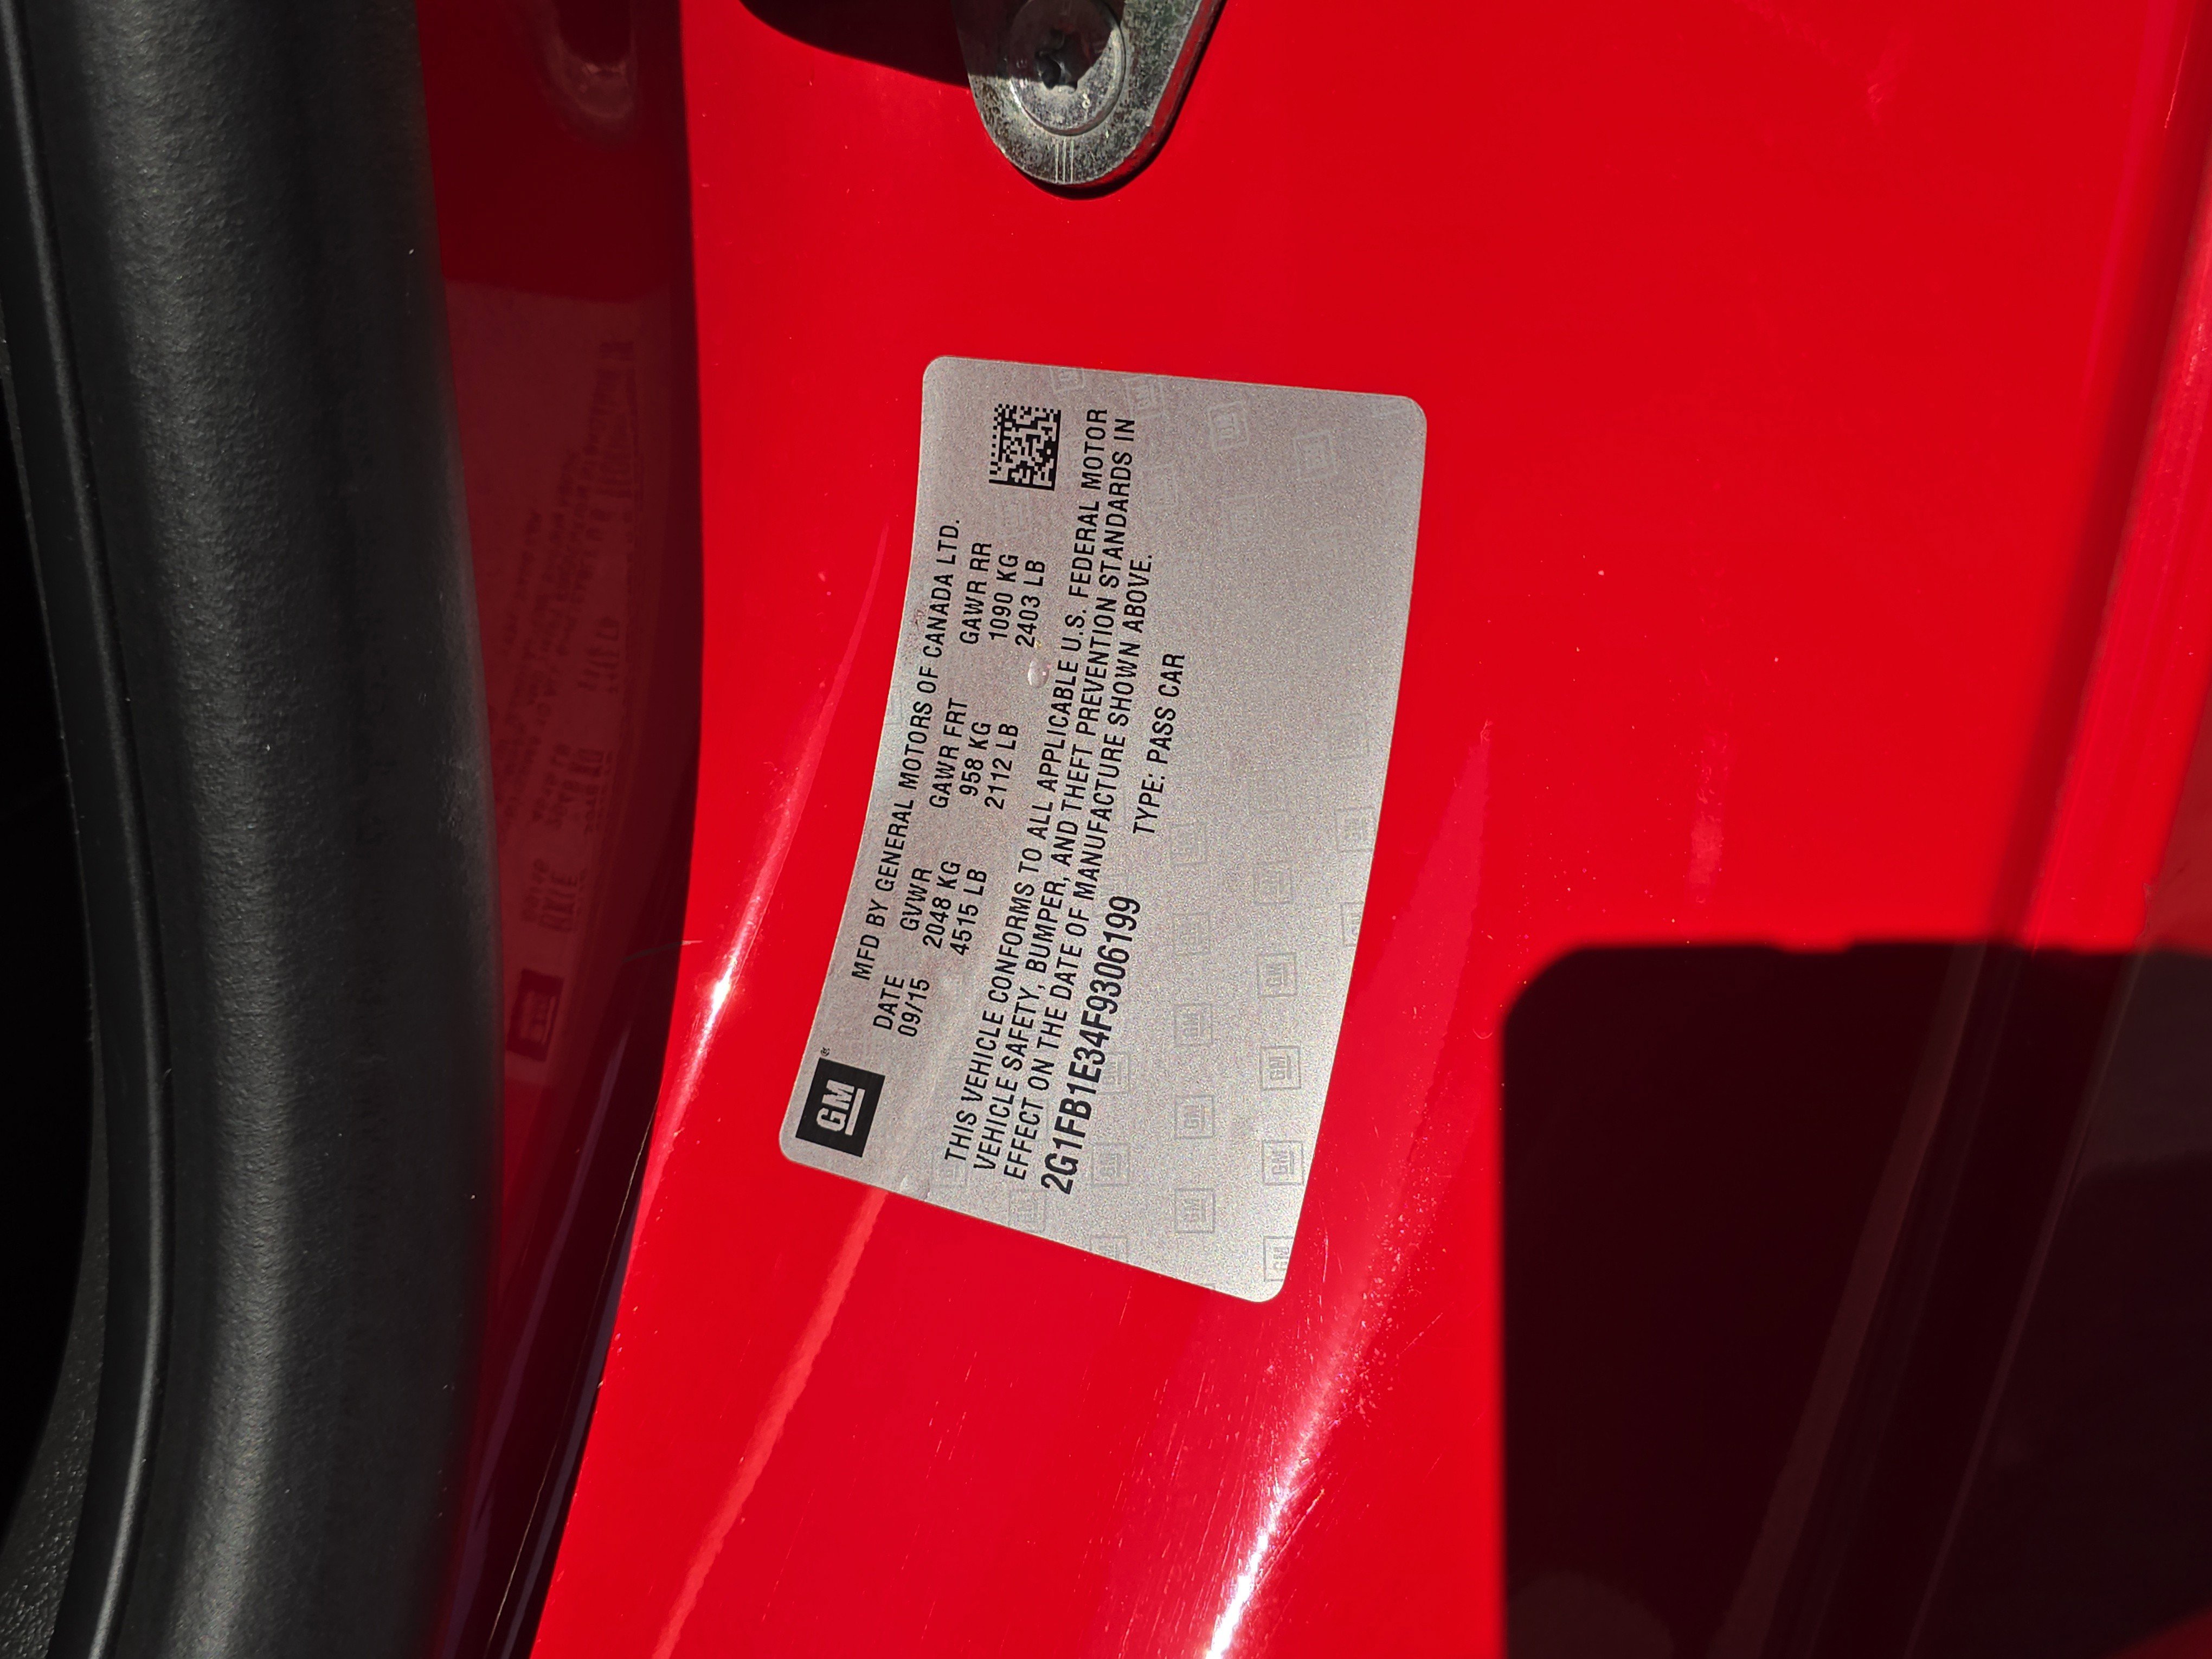 GM
MFD BY GENERAL MOTORS OF CANADA LTD.
DATE GVWR GAWR FRT GAWR RR
09/15 2048 KG 958 KG 1090 KG
4515 LB 2112 LB 2403 LB
THIS VEHICLE CONFORMS TO ALL APPLICABLE U.S. FEDERAL MOTOR
VEHICLE SAFETY, BUMPER, AND THEFT PREVENTION STANDARDS IN
EFFECT ON THE DATE OF MANUFACTURE SHOWN ABOVE.
2G1FB1E34F9306199 TYPE: PASS CAR